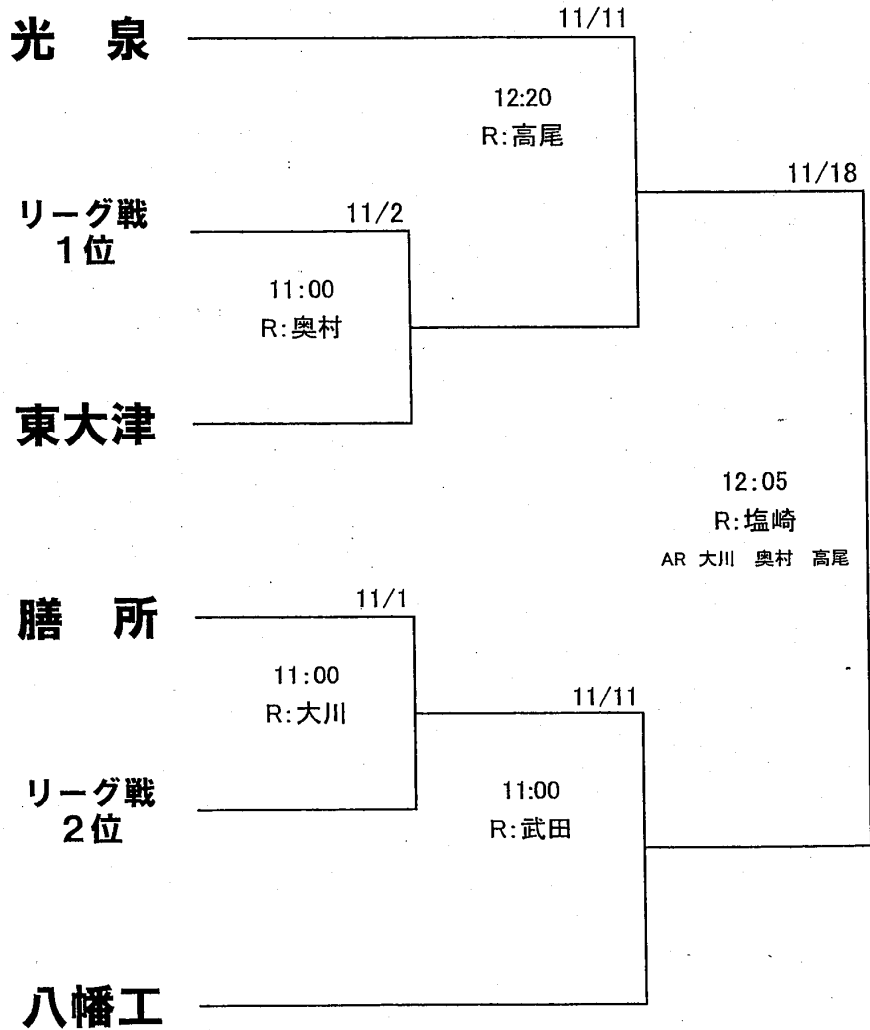 光 泉
11/11
12:20
R:高尾
11/18
リーグ戦
1位
11/2
11:00
R:奥村
東大津
12:05
R:塩崎
AR 大川 奥村 高尾
膳 所
11/1
11:00
R:大川
11/11
リーグ戦
2位
11:00
R:武田
八幡工